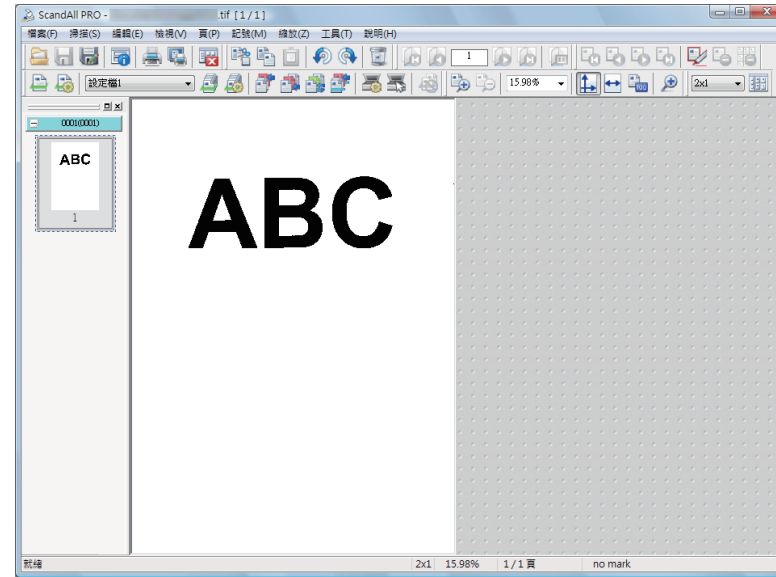 ScandAll PRO - .tif [1/1]
檔案(F) 掃描(S) 編輯(E) 檢視(V) 頁(P) 記號(M) 縮放(Z) 工具(T) 說明(H)
1
設定檔1 15.98% 2x1
0001(0001)
ABC
1
ABC
就緒 2x1 15.98% 1/1頁 no mark